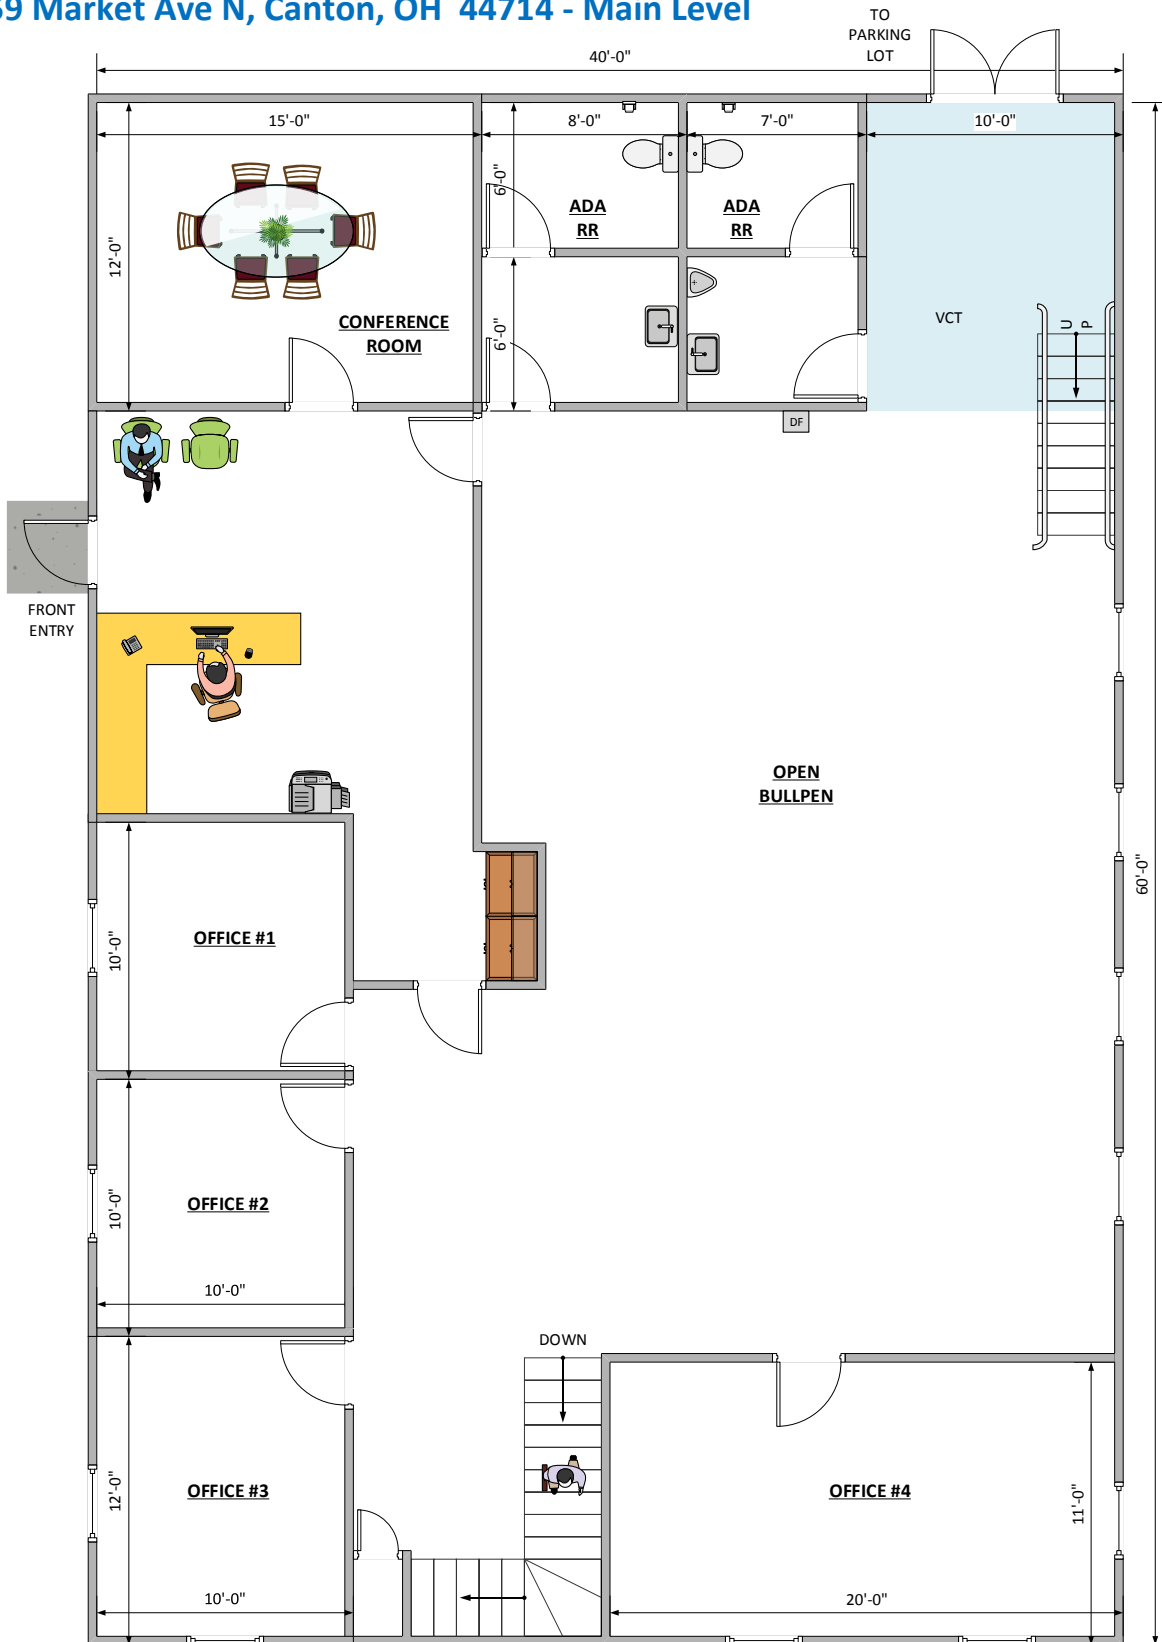 59 Market Ave N, Canton, OH  44714 - Main Level
TO
PARKING
LOT
40'-0"
15'-0"
8'-0"
7'-0"
10'-0"
12'-0"
6'-0"
ADA
RR
ADA
RR
CONFERENCE
ROOM
6'-0"
VCT
UP
DF
FRONT
ENTRY
OPEN
BULLPEN
60'-0"
OFFICE #1
10'-0"
OFFICE #2
10'-0"
10'-0"
DOWN
OFFICE #3
12'-0"
10'-0"
OFFICE #4
11'-0"
20'-0"